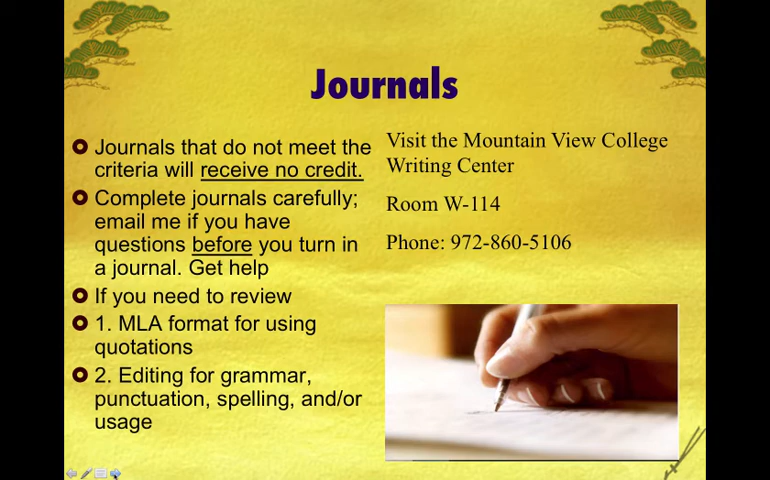 Journals
Journals that do not meet the
criteria will receive no credit.
Complete journals carefully;
email me if you have
questions before you turn in
a journal. Get help
If you need to review
1. MLA format for using
quotations
2. Editing for grammar,
punctuation, spelling, and/or
usage
Visit the Mountain View College
Writing Center
Room W-114
Phone: 972-860-5106